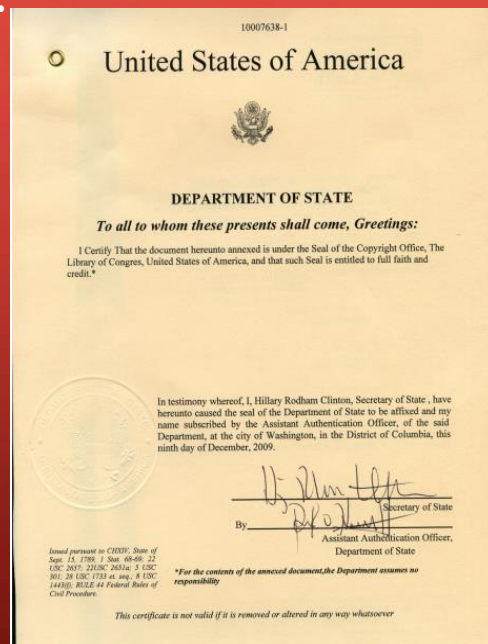 10007638-1
United States of America
DEPARTMENT OF STATE
To all to whom these presents shall come, Greetings:
I Certify That the document hereunto annexed is under the Seal of the Copyright Office, The
Library of Congres, United States of America, and that such Seal is entitled to full faith and
credit.*
In testimony whereof, I, Hillary Rodham Clinton, Secretary of State , have
hereunto caused the seal of the Department of State to be affixed and my
name subscribed by the Assistant Authentication Officer, of the said
Department, at the city of Washington, in the District of Columbia, this
ninth day of December, 2009.
Secretary of State
By
Assistant Authentication Officer,
Department of State
Issued pursuant to CHXIV, State of
Sept. 15, 1789, 1 Stat. 68-69; 22
USC 2657; 22USC 2651a; 5 USC
301; 28 USC 1733 et. seq.; 8 USC
1443(f); RULE 44 Federal Rules of
Civil Procedure.
*For the contents of the annexed document,the Department assumes no
responsibility
This certificate is not valid if it is removed or altered in any way whatsoever